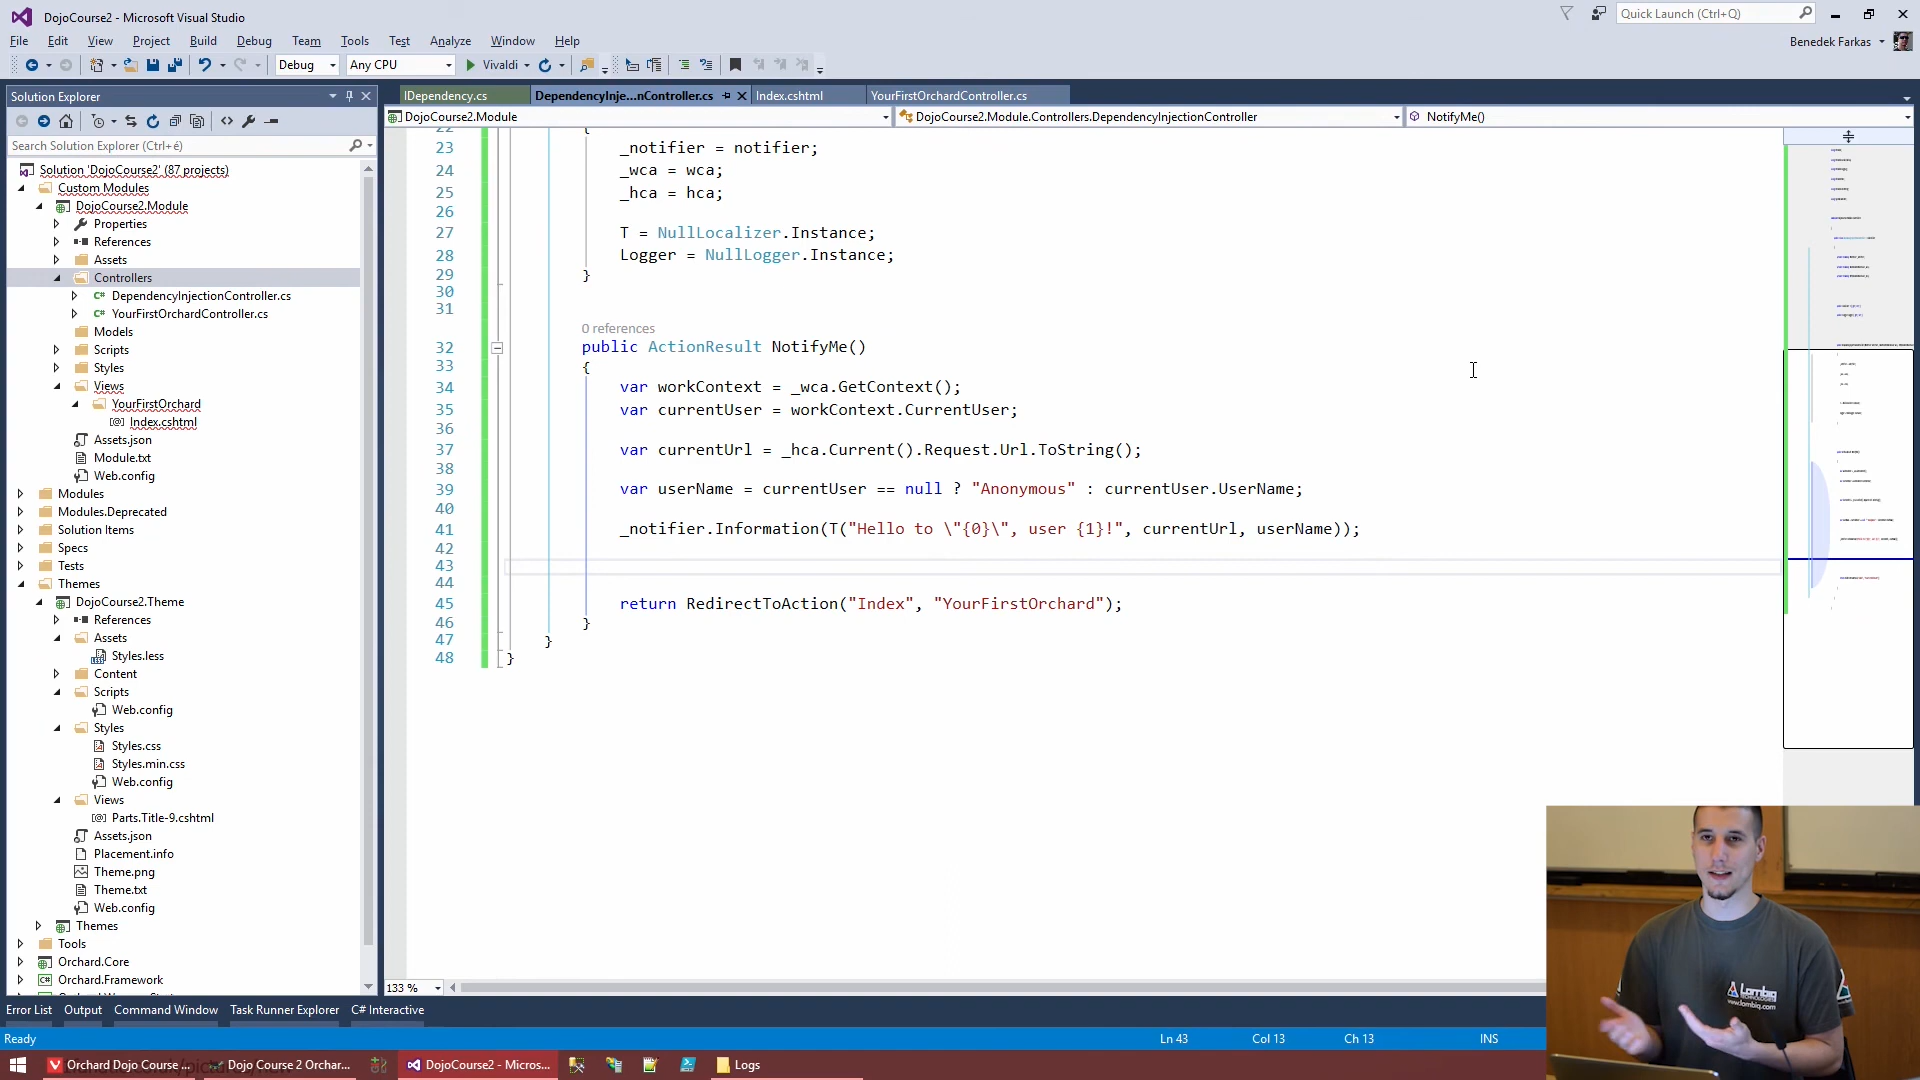 DojoCourse2 - Microsoft Visual Studio
Quick Launch (Ctrl+Q)
File Edit View Project Build Debug Team Tools Test Analyze Window Help
Benedek Farkas
Debug Any CPU Vivaldi
Solution Explorer
IDependency.cs DependencyInje...nController.cs Index.cshtml YourFirstOrchardController.cs
DojoCourse2.Module DojoCourse2.Module.Controllers.DependencyInjectionController NotifyMe()
Search Solution Explorer (Ctrl+é)
Solution 'DojoCourse2' (87 projects)
Custom Modules
DojoCourse2.Module
Properties
References
Assets
Controllers
DependencyInjectionController.cs
YourFirstOrchardController.cs
Models
Scripts
Styles
Views
YourFirstOrchard
Index.cshtml
Assets.json
Module.txt
Web.config
Modules
Modules.Deprecated
Solution Items
Specs
Tests
Themes
DojoCourse2.Theme
References
Assets
Styles.less
Content
Scripts
Web.config
Styles
Styles.css
Styles.min.css
Web.config
Views
Parts.Title-9.cshtml
Assets.json
Placement.info
Theme.png
Theme.txt
Web.config
Themes
Tools
Orchard.Core
Orchard.Framework
22 {
23 _notifier = notifier;
24 _wca = wca;
25 _hca = hca;
26
27 T = NullLocalizer.Instance;
28 Logger = NullLogger.Instance;
29 }
30
31
0 references
32 public ActionResult NotifyMe()
33 {
34 var workContext = _wca.GetContext();
35 var currentUser = workContext.CurrentUser;
36
37 var currentUrl = _hca.Current().Request.Url.ToString();
38
39 var userName = currentUser == null ? "Anonymous" : currentUser.UserName;
40
41 _notifier.Information(T("Hello to \"{0}\", user {1}!", currentUrl, userName));
42
43
44
45 return RedirectToAction("Index", "YourFirstOrchard");
46 }
47 }
48 }
133 %
Error List Output Command Window Task Runner Explorer C# Interactive
Ready Ln 43 Col 13 Ch 13 INS
Orchard Dojo Course ... Dojo Course 2 Orchar... DojoCourse2 - Micros... Logs
Lombiq
TECHNOLOGIES
www.lombiq.com